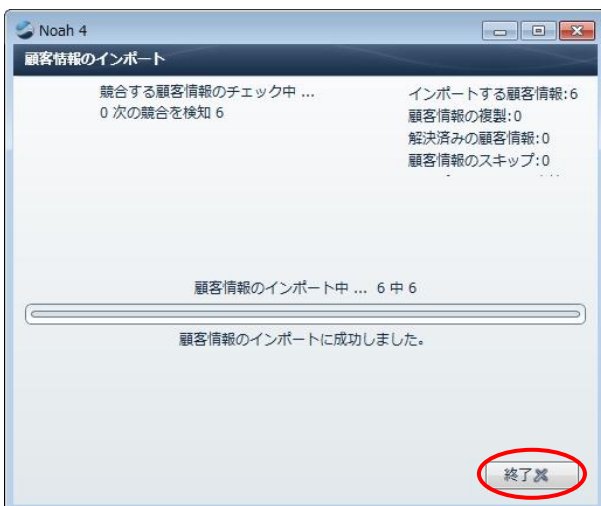 Noah 4
顧客情報のインポート
競合する顧客情報のチェック中 ...
0 次の競合を検知 6
インポートする顧客情報:6
顧客情報の複製:0
解決済みの顧客情報:0
顧客情報のスキップ:0
顧客情報のインポート中 ... 6 中 6
顧客情報のインポートに成功しました。
終了